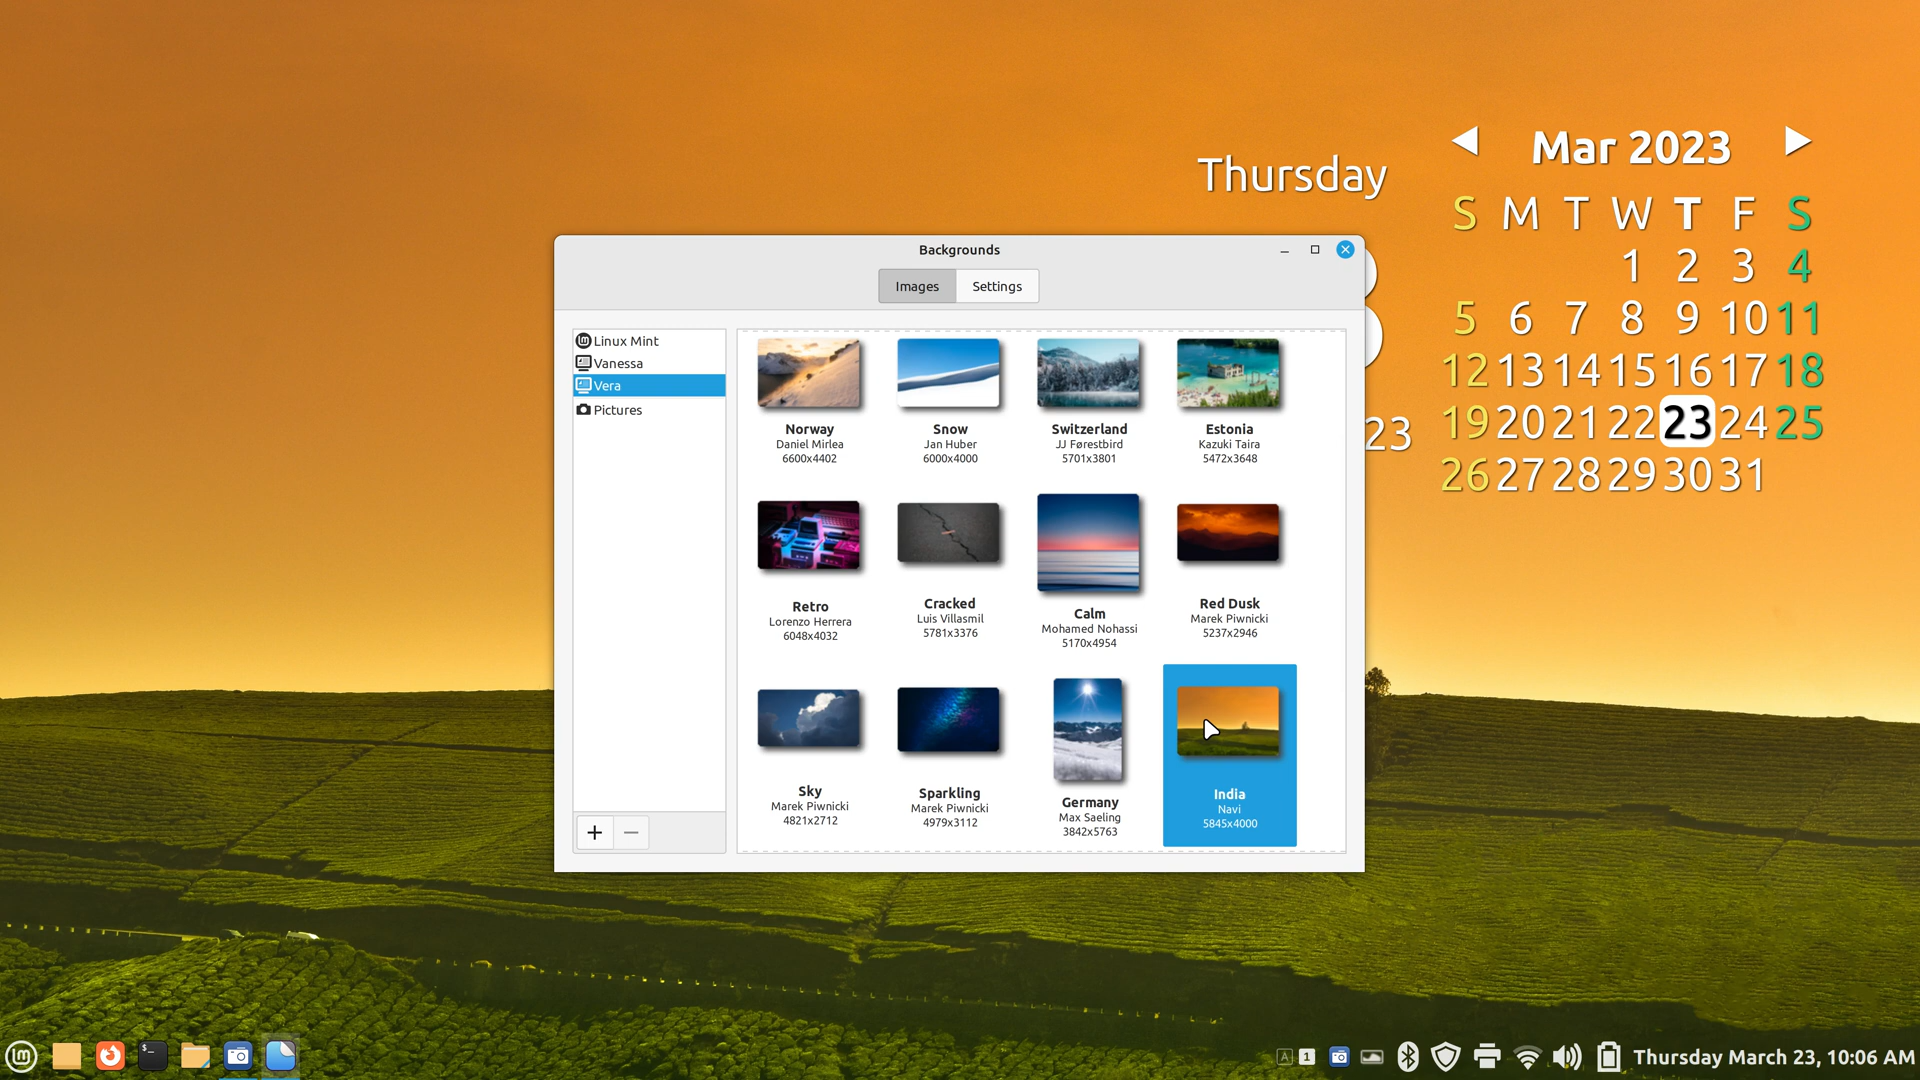 Thursday
Mar 2023
S M T W T F S
1 2 3 4
5 6 7 8 9 10 11
12 13 14 15 16 17 18
19 20 21 22 23 24 25
26 27 28 29 30 31
23
Backgrounds
Images Settings
Linux Mint
Vanessa
Vera
Pictures
Norway
Daniel Mirlea
6600x4402
Snow
Jan Huber
6000x4000
Switzerland
JJ Førestbird
5701x3801
Estonia
Kazuki Taira
5472x3648
Retro
Lorenzo Herrera
6048x4032
Cracked
Luis Villasmil
5781x3376
Calm
Mohamed Nohassi
5170x4954
Red Dusk
Marek Piwnicki
5237x2946
Sky
Marek Piwnicki
4821x2712
Sparkling
Marek Piwnicki
4979x3112
Germany
Max Saeling
3842x5763
India
Navi
5845x4000
A 1
Thursday March 23, 10:06 AM